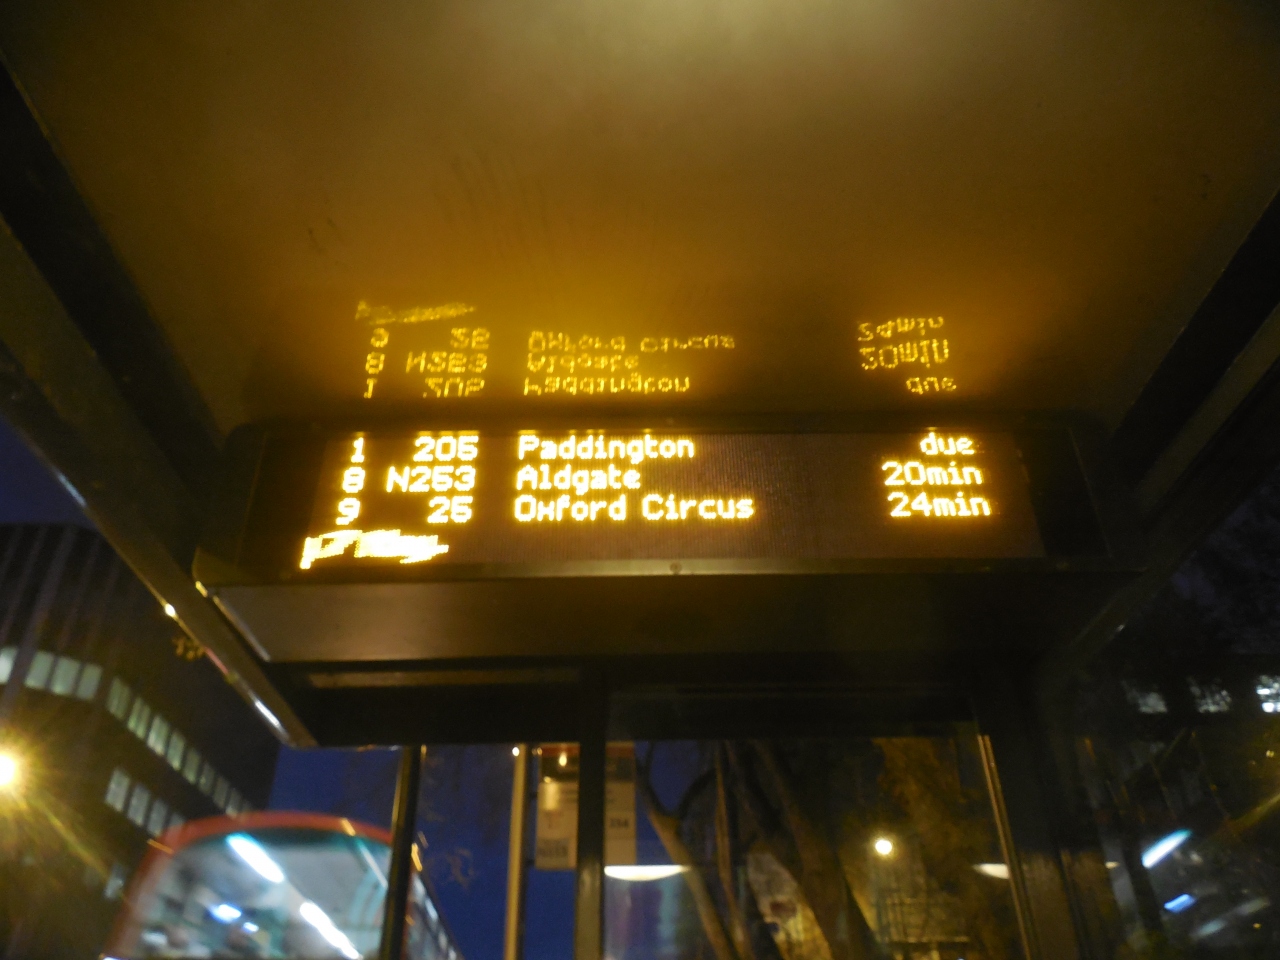 1 205 Paddington due
8 N253 Aldgate 20min
9 25 Oxford Circus 24min